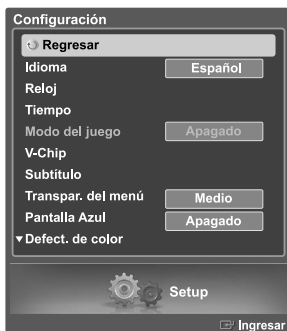 Configuración
Regresar
Idioma Español
Reloj
Tiempo
Modo del juego Apagado
V-Chip
Subtítulo
Transpar. del menú Medio
Pantalla Azul Apagado
▼Defect. de color
Setup
Ingresar